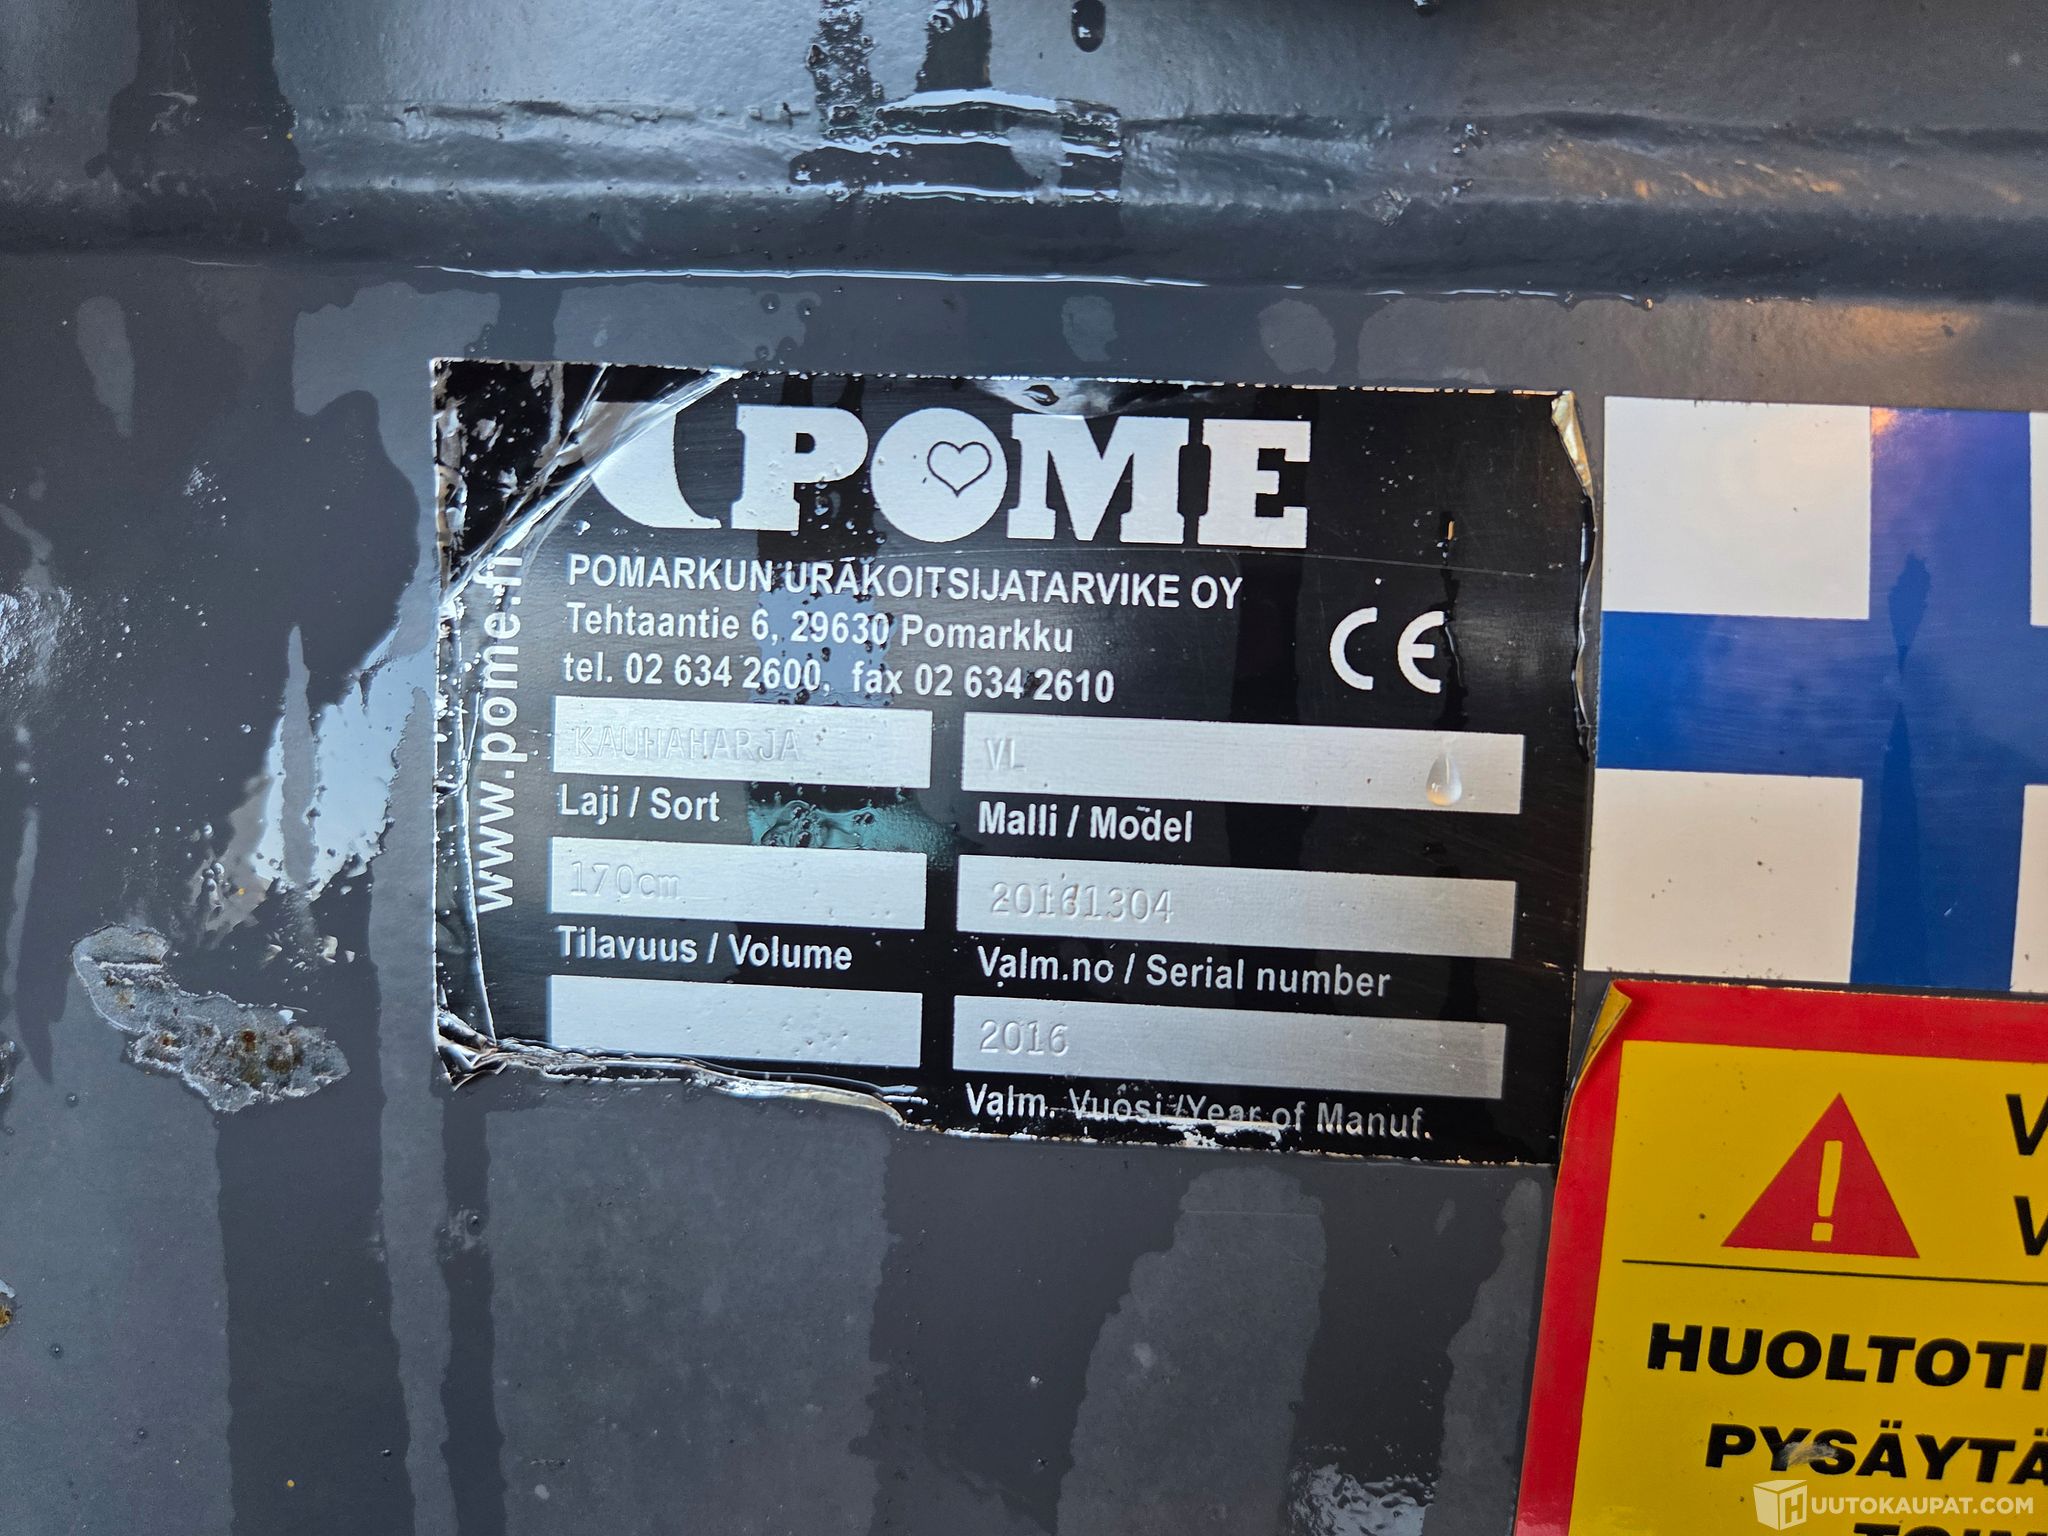 POME
POMARKUN URAKOITSIJATARVIKE OY
Tehtaantie 6, 29630 Pomarkku
tel. 02 634 2600, fax 02 634 2610
CE
www.pome.fi
KAUHAHARJA
VL
Laji / Sort
Malli / Model
170cm
20161304
Tilavuus / Volume
Valm.no / Serial number
2016
Valm. Vuosi /Year of Manuf.
V
V
HUOLTOTI
PYSÄYTÄ
HUUTOKAUPAT.COM